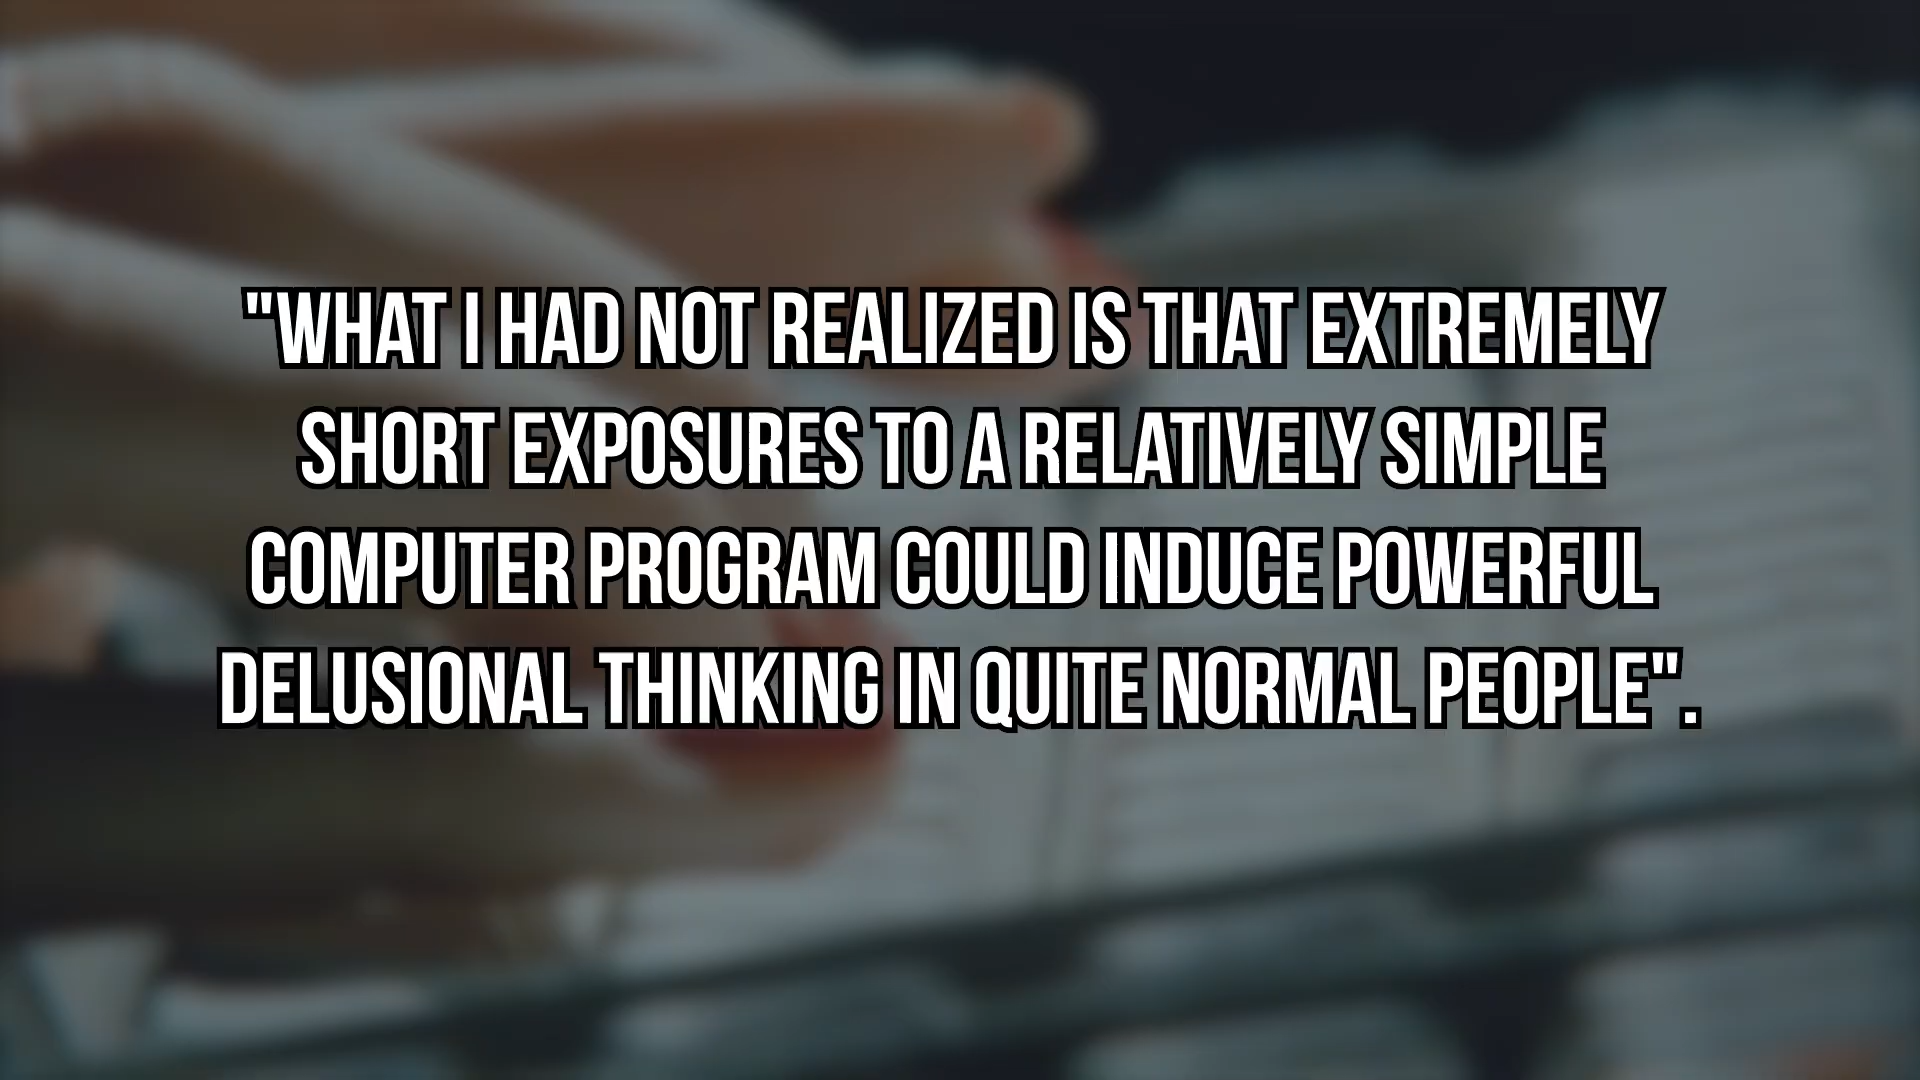 "WHAT I HAD NOT REALIZED IS THAT EXTREMELY
SHORT EXPOSURES TO A RELATIVELY SIMPLE
COMPUTER PROGRAM COULD INDUCE POWERFUL
DELUSIONAL THINKING IN QUITE NORMAL PEOPLE".